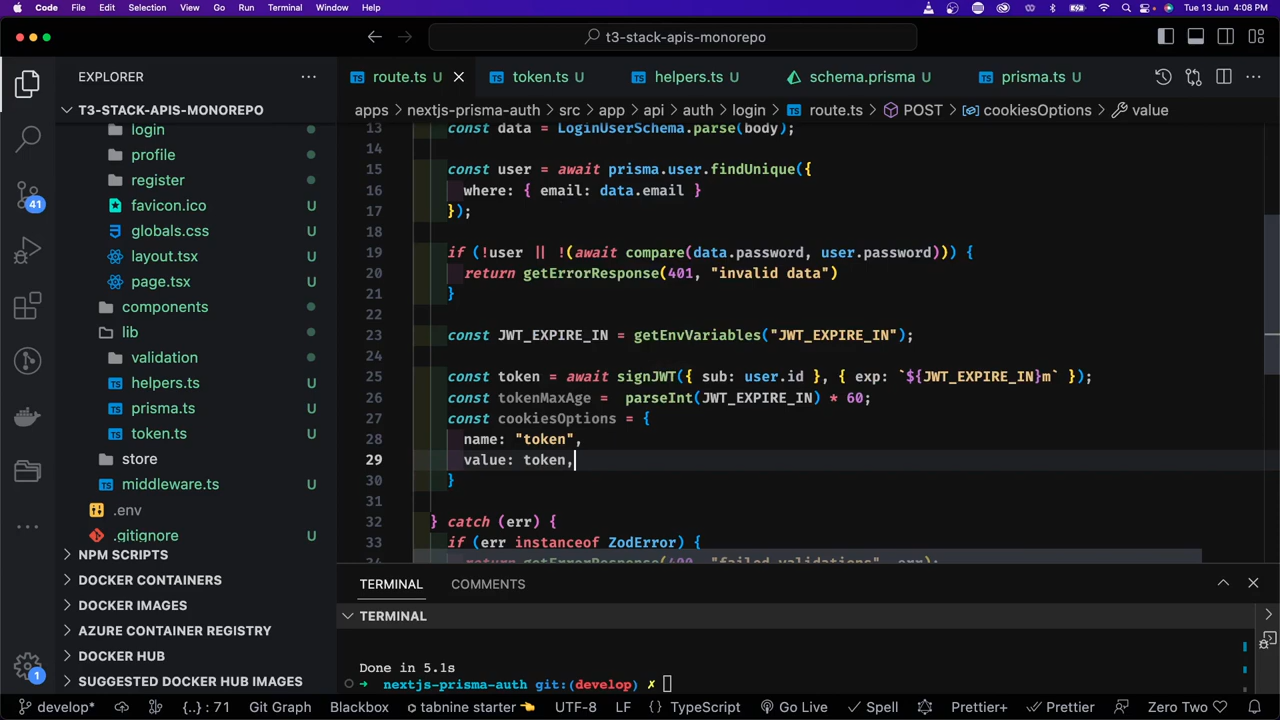 Code File Edit Selection View Go Run Terminal Window Help Tue 13 Jun 4:08 PM
t3-stack-apis-monorepo
EXPLORER
route.ts U token.ts U helpers.ts U schema.prisma U prisma.ts U
T3-STACK-APIS-MONOREPO
apps > nextjs-prisma-auth > src > app > api > auth > login > route.ts > POST > cookiesOptions > value
login
profile
register
favicon.ico U
globals.css U
layout.tsx U
page.tsx U
components
lib
validation
helpers.ts U
prisma.ts U
token.ts U
store
middleware.ts U
.env
.gitignore U
NPM SCRIPTS
DOCKER CONTAINERS
DOCKER IMAGES
AZURE CONTAINER REGISTRY
DOCKER HUB
SUGGESTED DOCKER HUB IMAGES
41
1
13 const data = LoginUserSchema.parse(body);
14
15 const user = await prisma.user.findUnique({
16 where: { email: data.email }
17 });
18
19 if (!user || !(await compare(data.password, user.password))) {
20 return getErrorResponse(401, "invalid data")
21 }
22
23 const JWT_EXPIRE_IN = getEnvVariables("JWT_EXPIRE_IN");
24
25 const token = await signJWT({ sub: user.id }, { exp: `${JWT_EXPIRE_IN}m` });
26 const tokenMaxAge = parseInt(JWT_EXPIRE_IN) * 60;
27 const cookiesOptions = {
28 name: "token",
29 value: token,
30 }
31
32 } catch (err) {
33 if (err instanceof ZodError) {
34 return getErrorResponse(400, "failed validations", err);
TERMINAL COMMENTS
TERMINAL
Done in 5.1s
nextjs-prisma-auth git:(develop) ✗
develop* {..} : 71 Git Graph Blackbox tabnine starter 👈 UTF-8 LF {} TypeScript Go Live Spell Prettier+ Prettier Zero Two